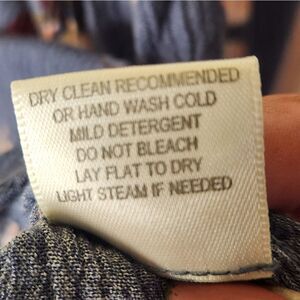 DRY CLEAN RECOMMENDED
OR HAND WASH COLD
MILD DETERGENT
DO NOT BLEACH
LAY FLAT TO DRY
LIGHT STEAM IF NEEDED